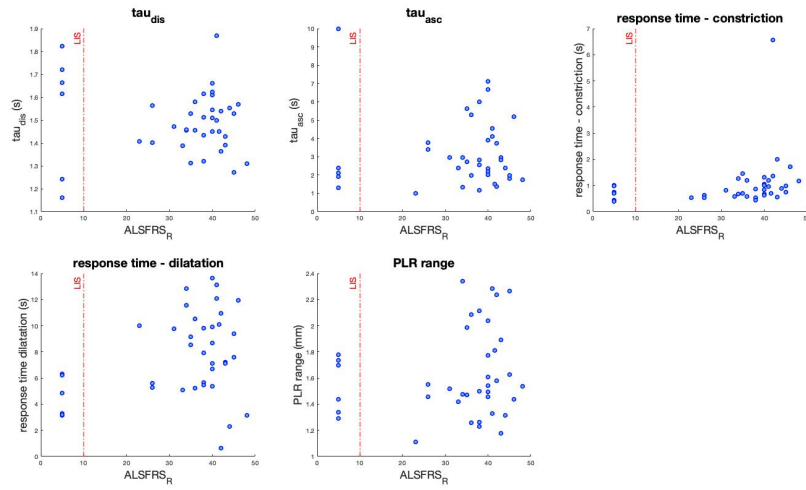 tau_dis
tau_dis (s)
1.9
1.8
1.7
1.6
1.5
1.4
1.3
1.2
1.1
LIS
0 10 20 30 40 50
ALSFRS_R
tau_asc
tau_asc (s)
10
9
8
7
6
5
4
3
2
1
0
LIS
0 10 20 30 40 50
ALSFRS_R
response time - constriction
response time - constriction (s)
7
6
5
4
3
2
1
0
LIS
0 10 20 30 40 50
ALSFRS_R
response time - dilatation
response time dilatation (s)
14
12
10
8
6
4
2
0
LIS
0 10 20 30 40 50
ALSFRS_R
PLR range
PLR range (mm)
2.4
2.2
2
1.8
1.6
1.4
1.2
1
LIS
0 10 20 30 40 50
ALSFRS_R